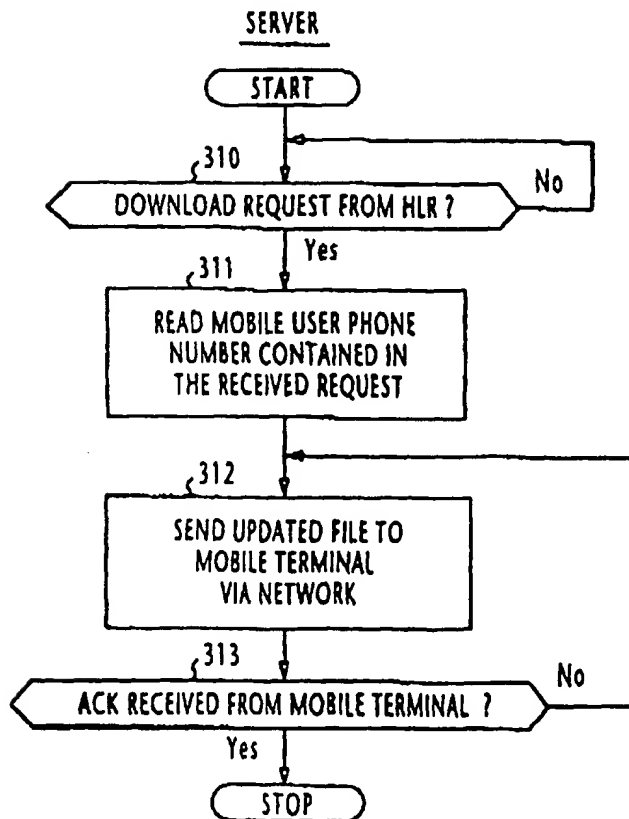 SERVER
START
310
DOWNLOAD REQUEST FROM HLR ?
No
Yes
311
READ MOBILE USER PHONE
NUMBER CONTAINED IN
THE RECEIVED REQUEST
312
SEND UPDATED FILE TO
MOBILE TERMINAL
VIA NETWORK
313
ACK RECEIVED FROM MOBILE TERMINAL ?
No
Yes
STOP